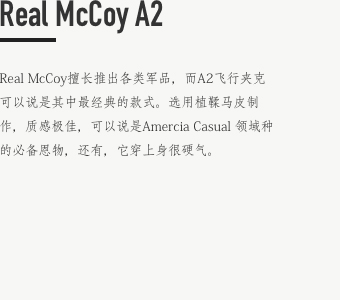 Real McCoy A2
Real McCoy擅长推出各类军品，而A2飞行夹克
可以说是其中最经典的款式。选用植鞣马皮制
作，质感极佳，可以说是Amercia Casual 领域种
的必备恩物，还有，它穿上身很硬气。